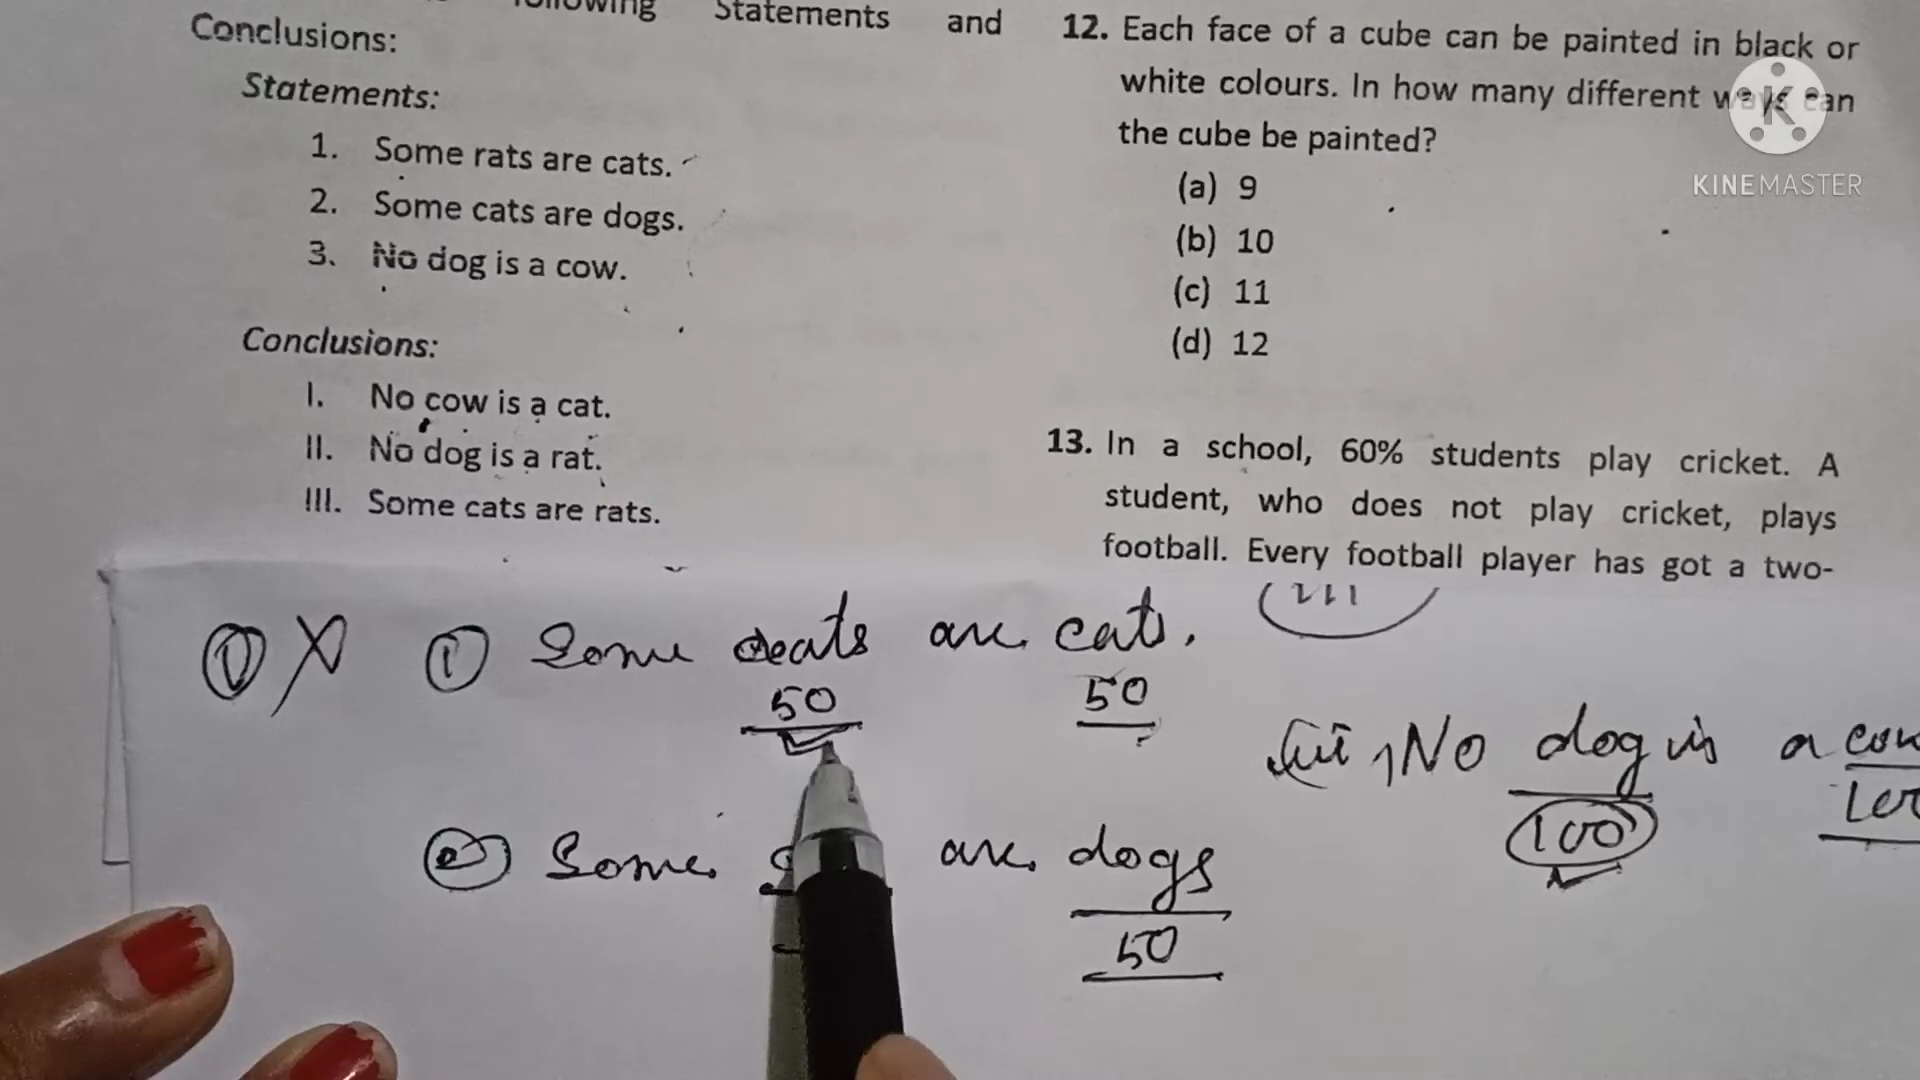 following Statements and
Conclusions:
Statements:
1. Some rats are cats.
2. Some cats are dogs.
3. No dog is a cow.
Conclusions:
I. No cow is a cat.
II. No dog is a rat.
III. Some cats are rats.
12. Each face of a cube can be painted in black or
white colours. In how many different ways can
the cube be painted?
(a) 9
(b) 10
(c) 11
(d) 12
13. In a school, 60% students play cricket. A
student, who does not play cricket, plays
football. Every football player has got a two-
KINEMASTER
① X ① Some rats are cats.
50 50
② Some are dogs
50
iii, No dog is a cow
100 100